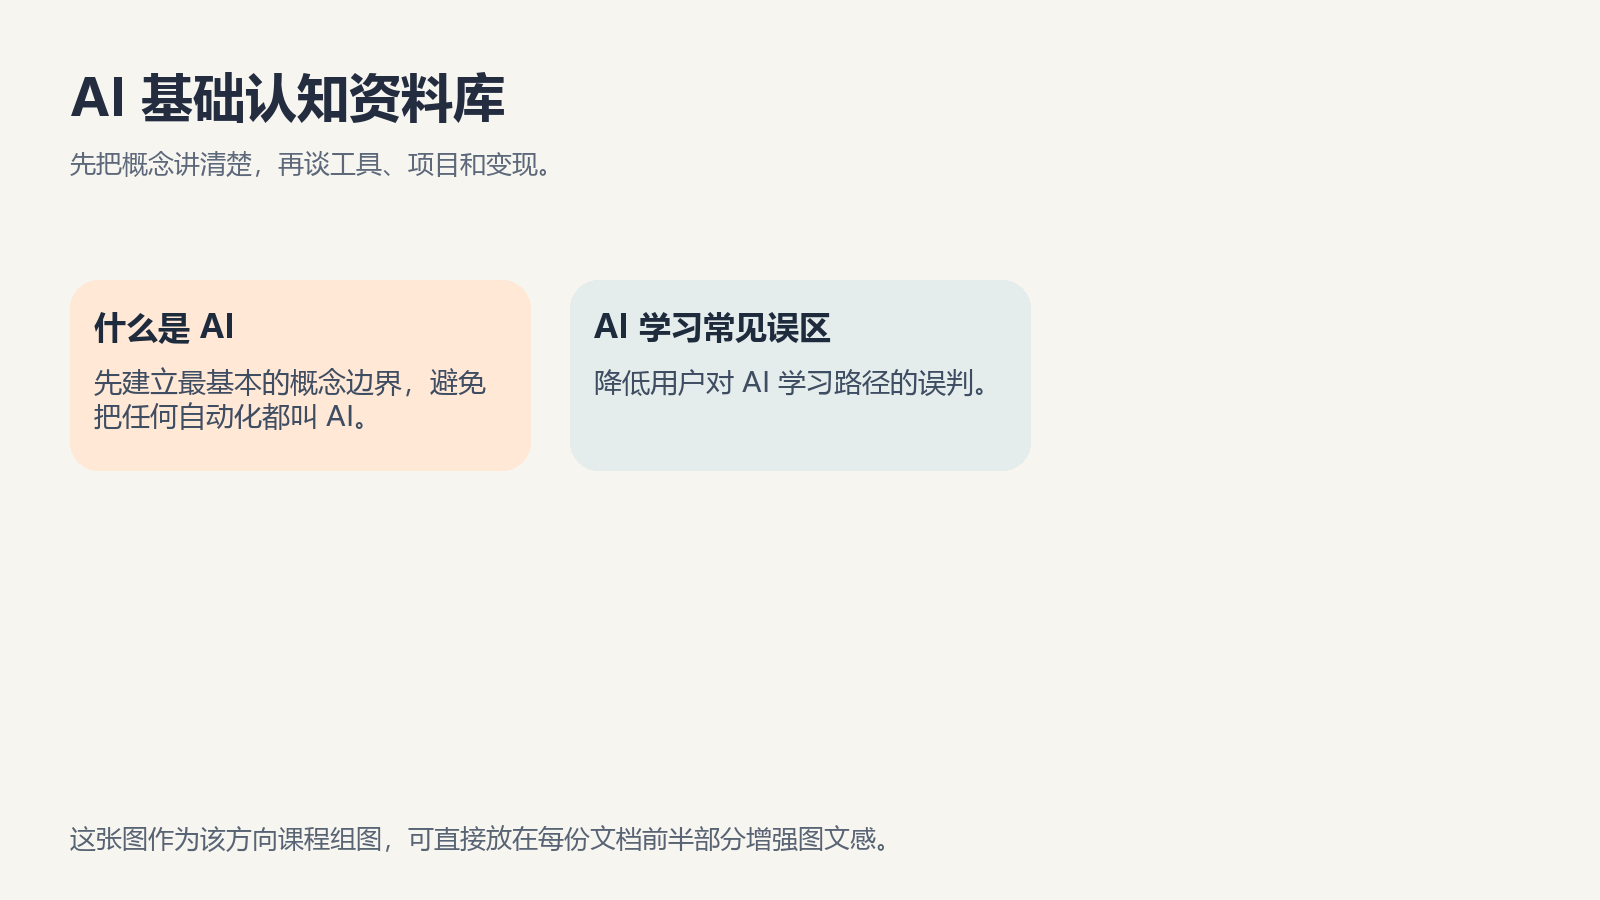 AI 基础认知资料库
先把概念讲清楚，再谈工具、项目和变现。
什么是 AI
先建立最基本的概念边界，避免
把任何自动化都叫 AI。
AI 学习常见误区
降低用户对 AI 学习路径的误判。
这张图作为该方向课程组图，可直接放在每份文档前半部分增强图文感。